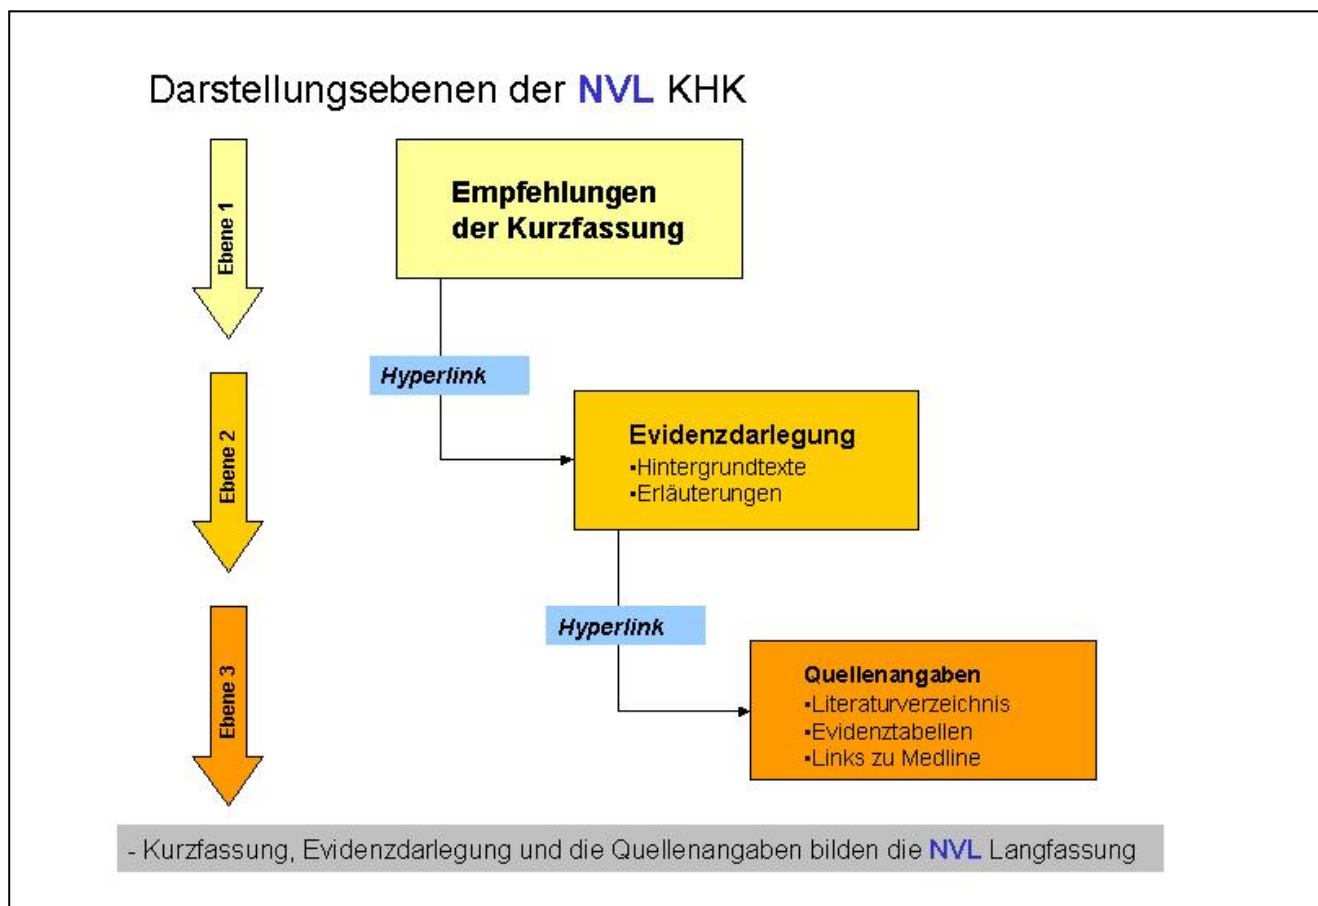 Darstellungsebenen der NVL KHK
Ebene 1
Empfehlungen
der Kurzfassung
Hyperlink
Ebene 2
Evidenzdarlegung
▪Hintergrundtexte
▪Erläuterungen
Hyperlink
Ebene 3
Quellenangaben
▪Literaturverzeichnis
▪Evidenztabellen
▪Links zu Medline
- Kurzfassung, Evidenzdarlegung und die Quellenangaben bilden die NVL Langfassung